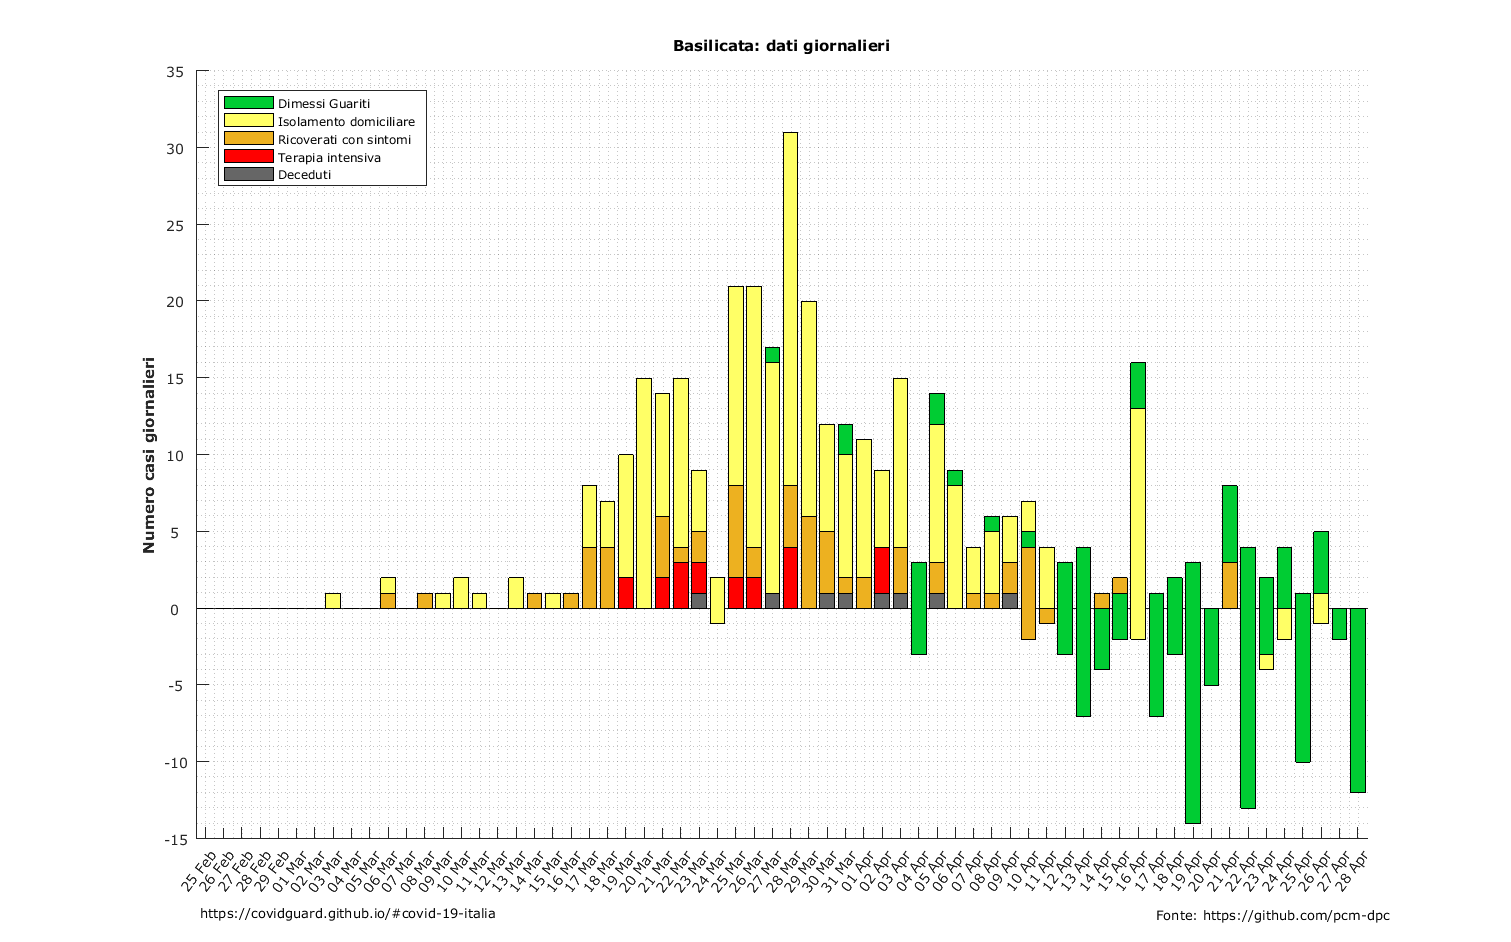 Basilicata: dati giornalieri
35
30
25
20
15
10
5
0
-5
-10
-15
Dimessi Guariti
Isolamento domiciliare
Ricoverati con sintomi
Terapia intensiva
Deceduti
Numero casi giornalieri
25 Feb
26 Feb
27 Feb
28 Feb
29 Feb
01 Mar
02 Mar
03 Mar
04 Mar
05 Mar
06 Mar
07 Mar
08 Mar
09 Mar
10 Mar
11 Mar
12 Mar
13 Mar
14 Mar
15 Mar
16 Mar
17 Mar
18 Mar
19 Mar
20 Mar
21 Mar
22 Mar
23 Mar
24 Mar
25 Mar
26 Mar
27 Mar
28 Mar
29 Mar
30 Mar
31 Mar
01 Apr
02 Apr
03 Apr
04 Apr
05 Apr
06 Apr
07 Apr
08 Apr
09 Apr
10 Apr
11 Apr
12 Apr
13 Apr
14 Apr
15 Apr
16 Apr
17 Apr
18 Apr
19 Apr
20 Apr
21 Apr
22 Apr
23 Apr
24 Apr
25 Apr
26 Apr
27 Apr
28 Apr
https://covidguard.github.io/#covid-19-italia
Fonte: https://github.com/pcm-dpc